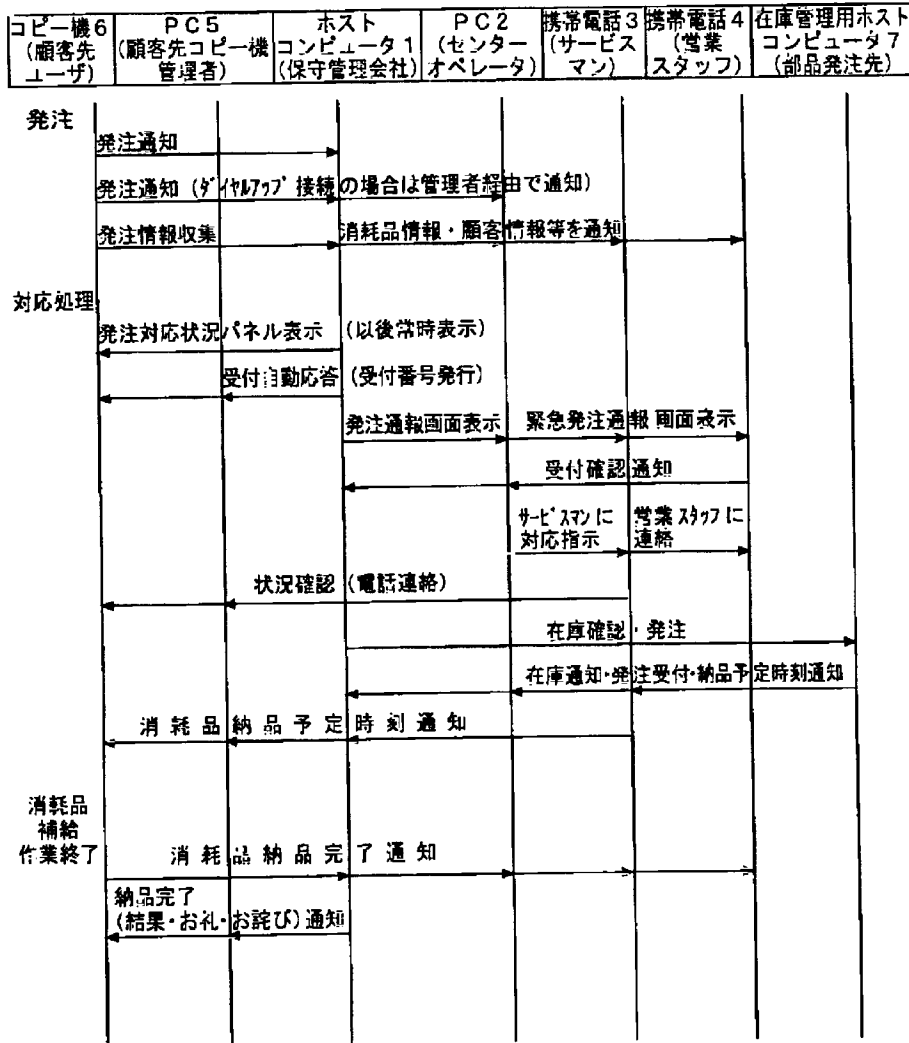 コピー機6
(顧客先
ユーザ)
PC5
(顧客先コピー機
管理者)
ホスト
コンピュータ1
(保守管理会社)
PC2
(センター
オペレータ)
携帯電話3
(サービス
マン)
携帯電話4
(営業
スタッフ)
在庫管理用ホスト
コンピュータ7
(部品発注先)
発注
発注通知
発注通知(ダイヤルアップ接続の場合は管理者経由で通知)
発注情報収集
消耗品情報・顧客情報等を通知
対応処理
発注対応状況パネル表示 (以後常時表示)
受付自動応答 (受付番号発行)
発注通報画面表示
緊急発注通報画面表示
受付確認通知
サービスマンに
対応指示
営業スタッフに
連絡
状況確認(電話連絡)
在庫確認・発注
在庫通知・発注受付・納品予定時刻通知
消耗品納品予定時刻通知
消耗品
補給
作業終了
消耗品納品完了通知
納品完了
(結果・お礼・お詫び)通知